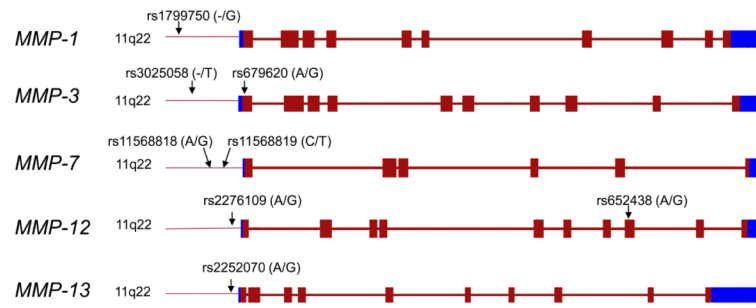 rs1799750 (-/G)
MMP-1 11q22
rs3025058 (-/T) rs679620 (A/G)
MMP-3 11q22
rs11568818 (A/G) rs11568819 (C/T)
MMP-7 11q22
rs2276109 (A/G) rs652438 (A/G)
MMP-12 11q22
rs2252070 (A/G)
MMP-13 11q22